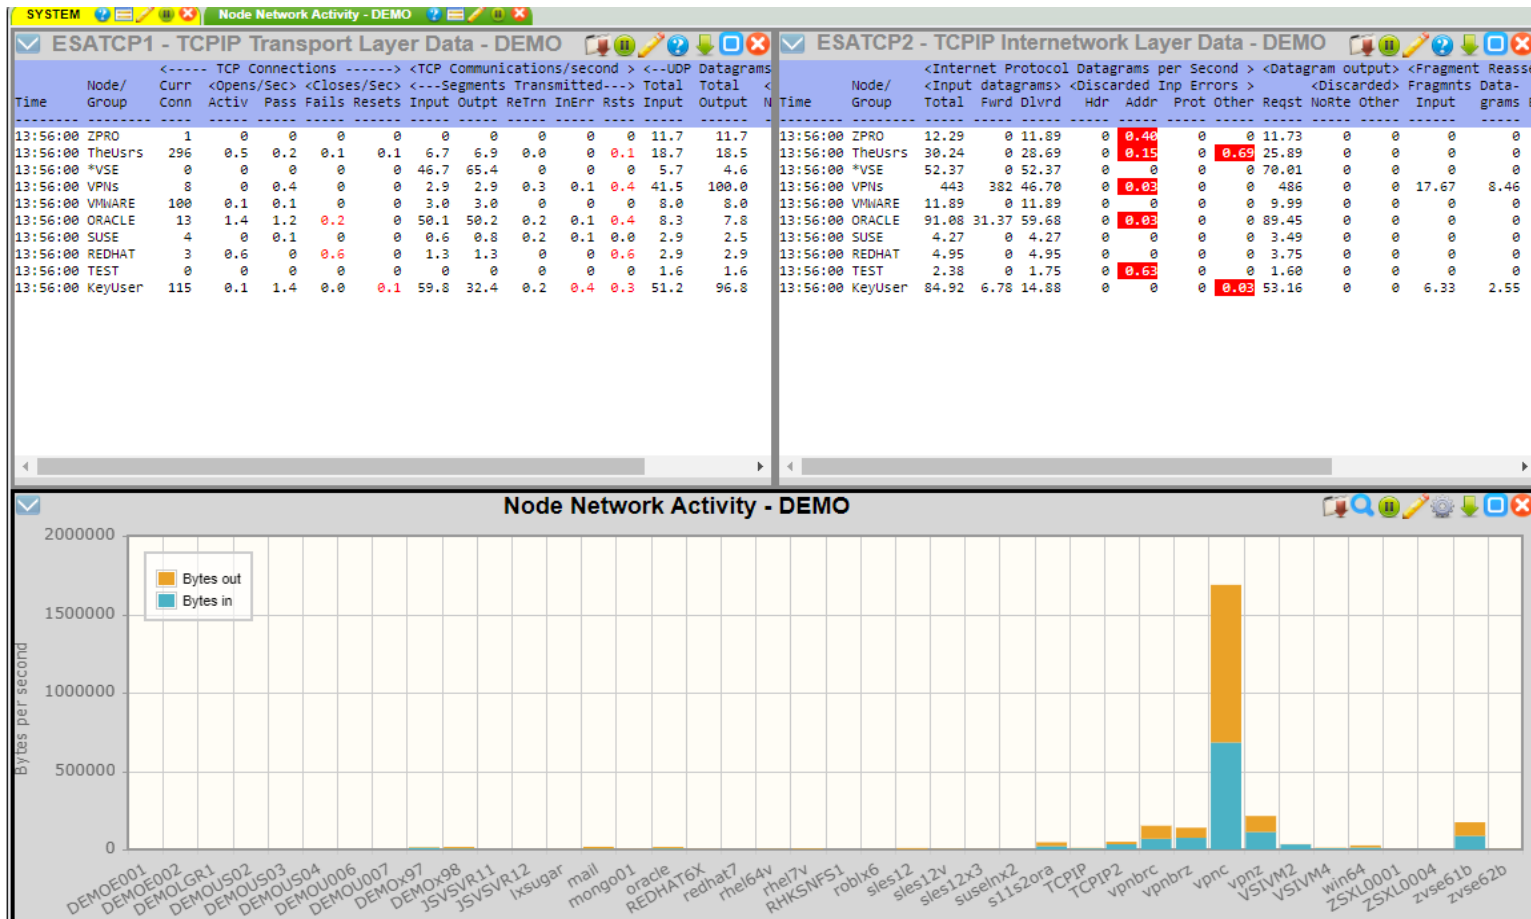 SYSTEM
Node Network Activity - DEMO
ESATCP1 - TCPIP Transport Layer Data - DEMO
<----- TCP Connections ------> <TCP Communications/second > <--UDP Datagrams
Node/ Curr <Opens/Sec> <Closes/Sec> <---Segments Transmitted---> Total Total <
Time Group Conn Activ Pass Fails Resets Input Outpt ReTrn InErr Rsts Input Output N
-------- -------- ---- ----- ---- ----- ------ ----- ----- ----- ----- ---- ----- ------ -
13:56:00 ZPRO 1 0 0 0 0 0 0 0 0 0 11.7 11.7
13:56:00 TheUsrs 296 0.5 0.2 0.1 0.1 6.7 6.9 0.0 0 0.1 18.7 18.5
13:56:00 *VSE 0 0 0 0 0 46.7 65.4 0 0 0 5.7 4.6
13:56:00 VPNs 8 0 0.4 0 0 2.9 2.9 0.3 0.1 0.4 41.5 100.0
13:56:00 VMWARE 100 0.1 0.1 0 0 3.0 3.0 0 0 0 8.0 8.0
13:56:00 ORACLE 13 1.4 1.2 0.2 0 50.1 50.2 0.2 0.1 0.4 8.3 7.8
13:56:00 SUSE 4 0 0.1 0 0 0.6 0.8 0.2 0.1 0.0 2.9 2.5
13:56:00 REDHAT 3 0.6 0 0.6 0 1.3 1.3 0 0 0.6 2.9 2.9
13:56:00 TEST 0 0 0 0 0 0 0 0 0 0 1.6 1.6
13:56:00 KeyUser 115 0.1 1.4 0.0 0.1 59.8 32.4 0.2 0.4 0.3 51.2 96.8
ESATCP2 - TCPIP Internetwork Layer Data - DEMO
<Internet Protocol Datagrams per Second > <Datagram output> <Fragment Reasse
Node/ <Input datagrams> <Discarded Inp Errors > <Discarded> Fragmnts Data-
Time Group Total Fwrd Dlvrd Hdr Addr Prot Other Reqst NoRte Other Input grams
-------- -------- ----- ----- ----- ----- ----- ----- ----- ----- ----- ----- ------ ------
13:56:00 ZPRO 12.29 0 11.89 0 0.40 0 0 11.73 0 0 0 0
13:56:00 TheUsrs 30.24 0 28.69 0 0.15 0 0.69 25.89 0 0 0 0
13:56:00 *VSE 52.37 0 52.37 0 0 0 0 70.01 0 0 0 0
13:56:00 VPNs 443 382 46.70 0 0.03 0 0 486 0 0 17.67 8.46
13:56:00 VMWARE 11.89 0 11.89 0 0 0 0 9.99 0 0 0 0
13:56:00 ORACLE 91.08 31.37 59.68 0 0.03 0 0 89.45 0 0 0 0
13:56:00 SUSE 4.27 0 4.27 0 0 0 0 3.49 0 0 0 0
13:56:00 REDHAT 4.95 0 4.95 0 0 0 0 3.75 0 0 0 0
13:56:00 TEST 2.38 0 1.75 0 0.63 0 0 1.60 0 0 0 0
13:56:00 KeyUser 84.92 6.78 14.88 0 0 0 0.03 53.16 0 0 6.33 2.55
Node Network Activity - DEMO
Bytes per second
2000000
1500000
1000000
500000
0
Bytes out
Bytes in
DEMOE001
DEMOE002
DEMOLGR1
DEMOUS02
DEMOUS03
DEMOUS04
DEMOU006
DEMOU007
DEMOx97
DEMOx98
JSVSR11
JSVSR12
lxsugar
mail
mongo01
oracle
REDHAT6X
redhat7
rhel64v
rhel7v
RHKSNFS1
roblx6
sles12
sles12v
sles12x3
suselnx2
s11s2ora
TCPIP
TCPIP2
vpnbrc
vpnbrz
vpnc
vpnz
VSIVM2
VSIVM4
win64
ZSXL0001
ZSXL0004
zvse61b
zvse62b